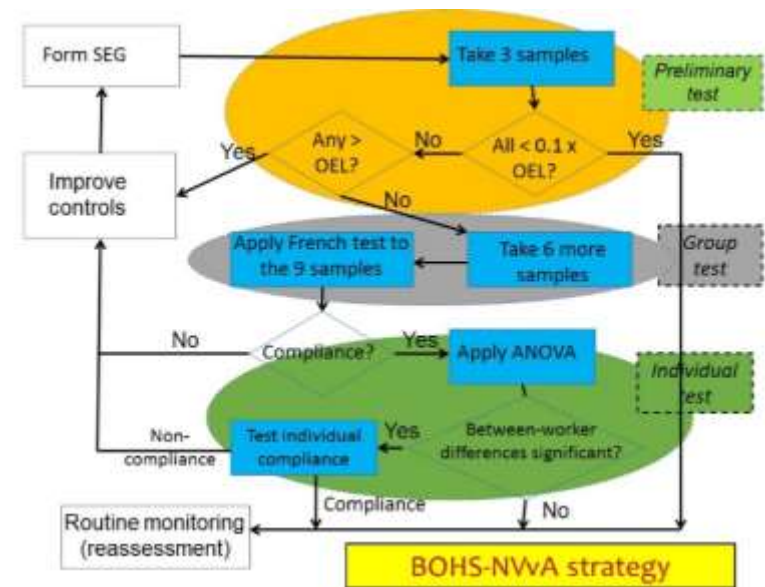 Form SEG
Take 3 samples
Preliminary
test
Any >
OEL?
No
All < 0.1 x
OEL?
Yes
Yes
Improve
controls
No
Apply French test to
the 9 samples
Take 6 more
samples
Group
test
No
Compliance?
Yes
Apply ANOVA
Individual
test
Non-
compliance
Test individual
compliance
Yes
Between-worker
differences significant?
Compliance
No
Routine monitoring
(reassessment)
BOHS-NVvA strategy